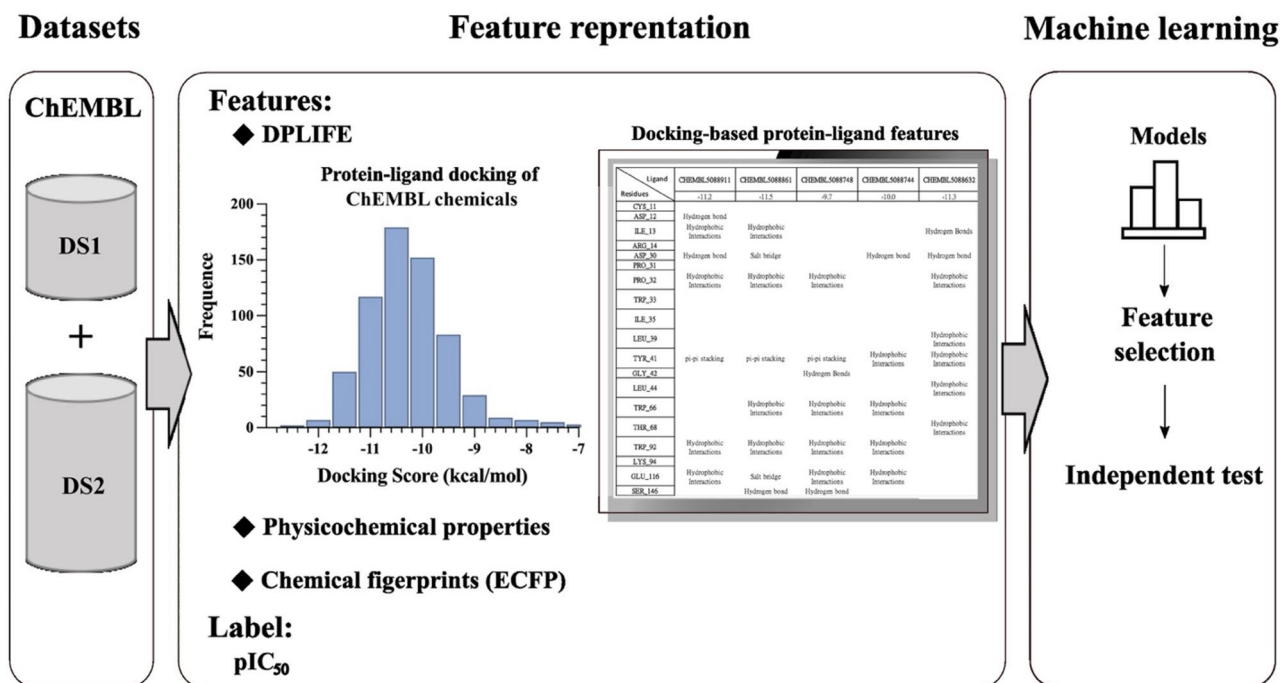 Datasets
Feature reprentation
Machine learning
ChEMBL
DS1
+
DS2
Features:
◆ DPLIFE
Protein-ligand docking of
ChEMBL chemicals
Frequence
200
150
100
50
0
-12 -11 -10 -9 -8 -7
Docking Score (kcal/mol)
Docking-based protein-ligand features
Ligand
Residues
CHEMBL5088911 CHEMBL5088861 CHEMBL5088748 CHEMBL5088744 CHEMBL5088632
-11.2 -11.5 -9.7 -10.0 -11.3
CYS_11
ASP_12 Hydrogen bond
ILE_13 Hydrophobic Interactions Hydrophobic Interactions Hydrogen Bonds
ARG_14
ASP_30 Hydrogen bond Salt bridge Hydrogen bond Hydrogen bond
PRO_31
PRO_32 Hydrophobic Interactions Hydrophobic Interactions Hydrophobic Interactions Hydrophobic Interactions
TRP_33
ILE_35
LEU_39 Hydrophobic Interactions
TYR_41 pi-pi stacking pi-pi stacking pi-pi stacking Hydrophobic Interactions Hydrophobic Interactions
GLY_42 Hydrogen Bonds
LEU_44 Hydrophobic Interactions
TRP_66 Hydrophobic Interactions Hydrophobic Interactions Hydrophobic Interactions
THR_68 Hydrophobic Interactions
TRP_92 Hydrophobic Interactions Hydrophobic Interactions Hydrophobic Interactions Hydrophobic Interactions
LYS_94
GLU_116 Hydrophobic Interactions Salt bridge Hydrophobic Interactions Hydrophobic Interactions
SER_146 Hydrogen bond Hydrogen bond
◆ Physicochemical properties
◆ Chemical figerprints (ECFP)
Label:
pIC50
Models
Feature
selection
Independent test